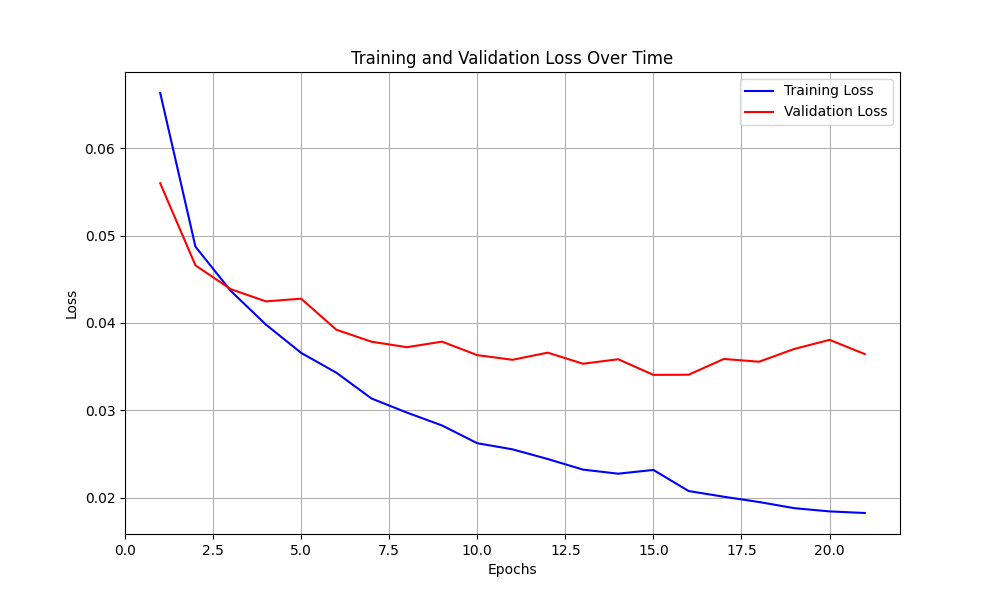 Training and Validation Loss Over Time
Training Loss
Validation Loss
0.06
0.05
0.04
0.03
0.02
Loss
0.0 2.5 5.0 7.5 10.0 12.5 15.0 17.5 20.0
Epochs